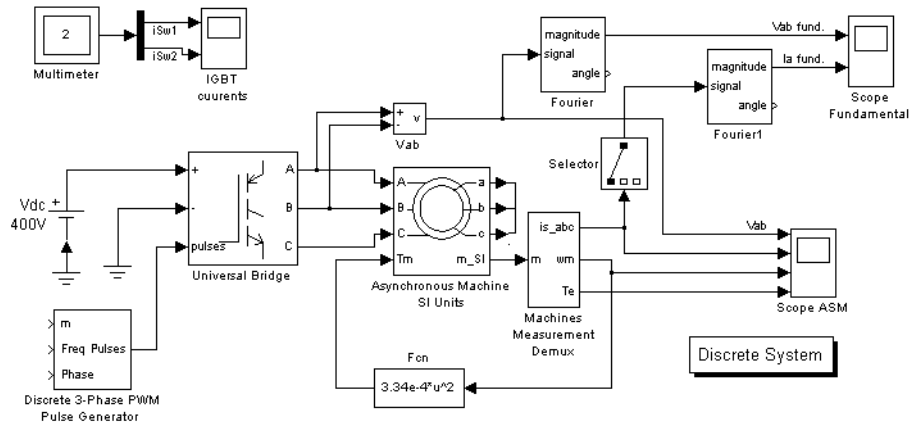 2
Multimeter
iSw1
iSw2
IGBT
cuurents
magnitude
signal
angle
Fourier
Vab fund.
magnitude
signal
angle
Fourier1
Ia fund.
Scope
Fundamental
+
-
v
Vab
Selector
Vdc
400V
+
+
-
pulses
A
B
C
Universal Bridge
A
B
C
Tm
a
b
c
m_SI
Asynchronous Machine
SI Units
m
is_abc
wm
Te
Machines
Measurement
Demux
Vab
Scope ASM
m
Freq
Pulses
Phase
Discrete 3-Phase PWM
Pulse Generator
Fcn
3.34e-4*u^2
Discrete System